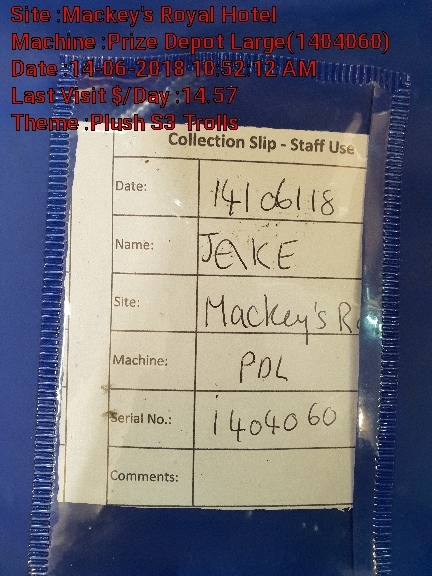 Site :Mackey's Royal Hotel
Machine :Prize Depot Large(1404060)
Date :14-06-2018 10:52:12 AM
Last Visit $/Day :14.57
Theme :Plush S3 Trolls
Collection Slip - Staff Use
Date: 14/06/18
Name: JAKE
Site: Mackey's Ro
Machine: PDL
Serial No.: 1404060
Comments: